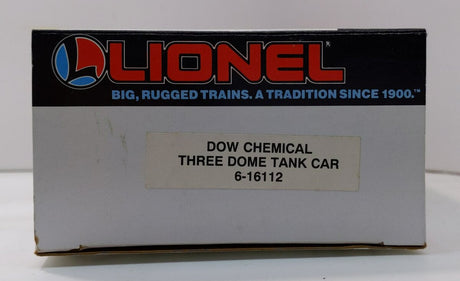 LIONEL
BIG, RUGGED TRAINS. A TRADITION SINCE 1900.™
DOW CHEMICAL
THREE DOME TANK CAR
6-16112